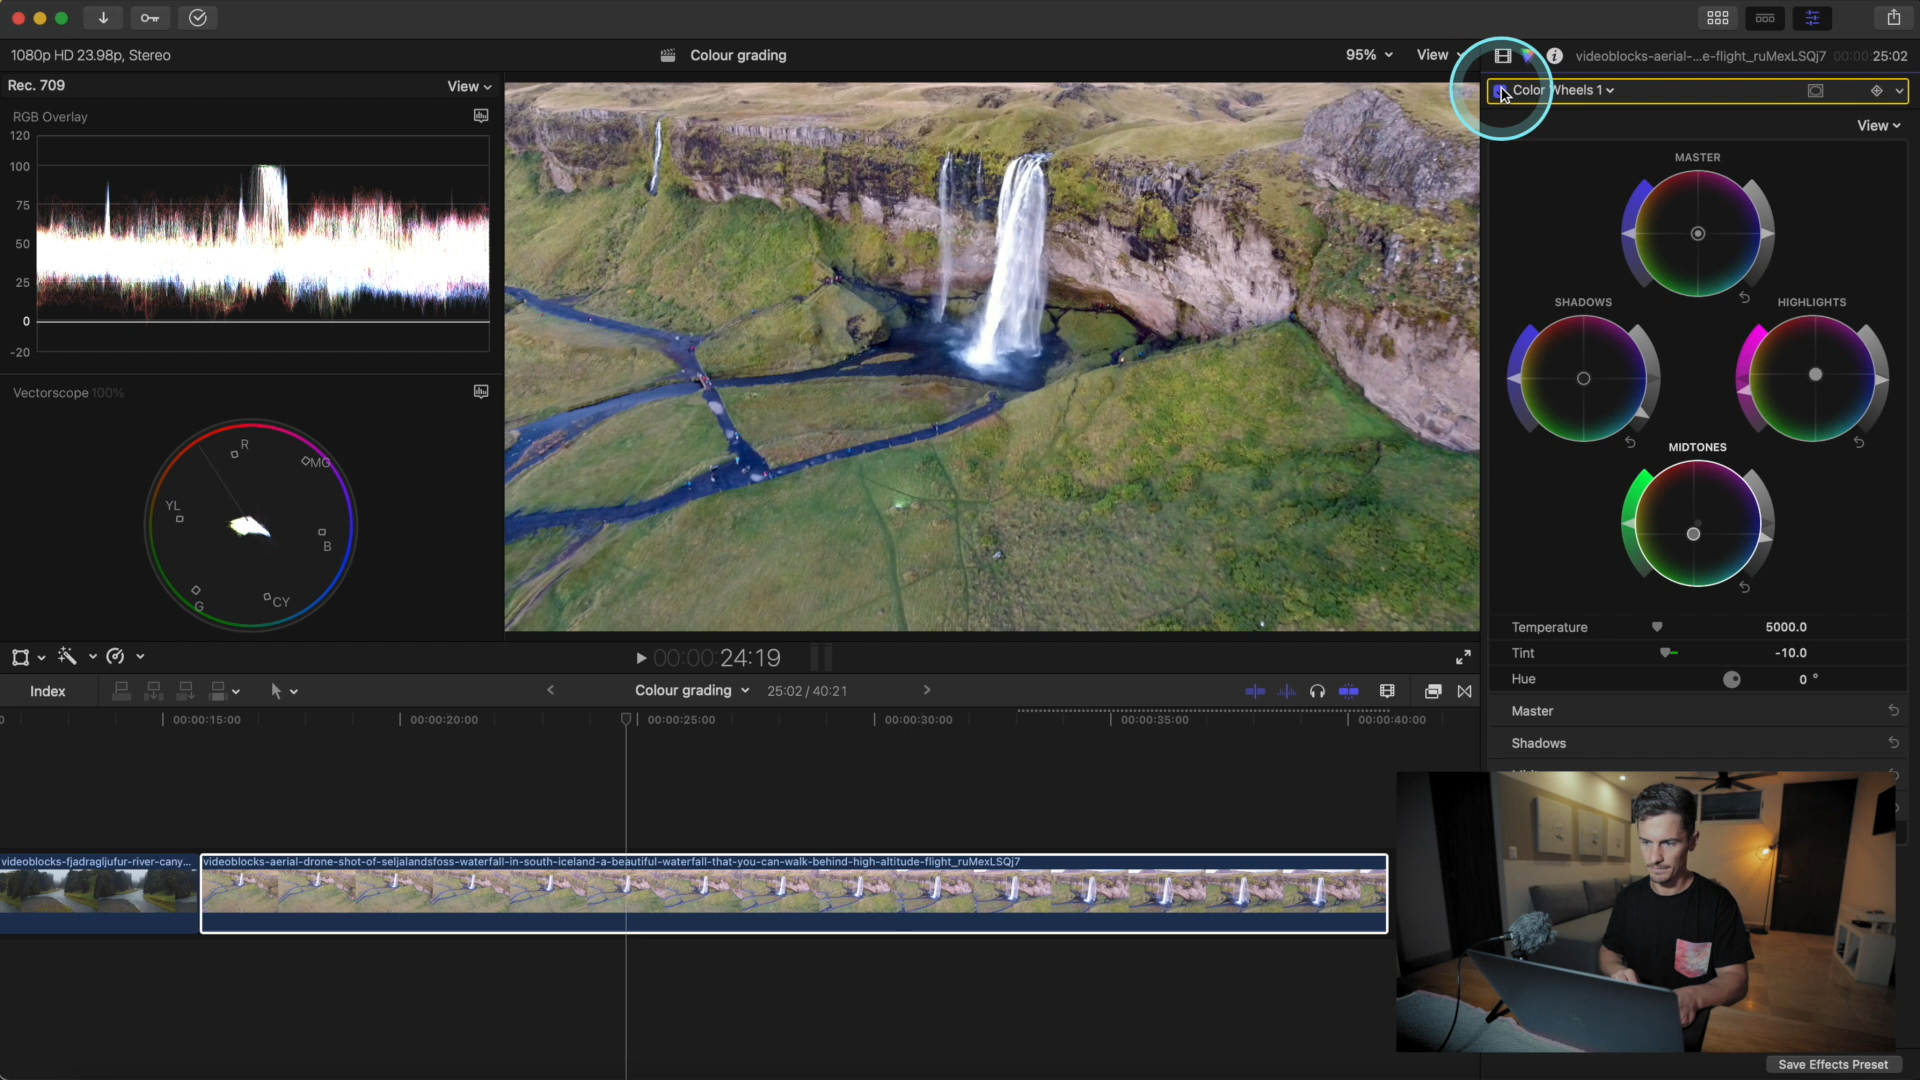 1080p HD 23.98p, Stereo
Colour grading
95%
View
videoblocks-aerial-...e-flight_ruMexLSQj7
00:00:25:02
Rec. 709
View
Color Wheels 1
View
RGB Overlay
120
100
75
50
25
0
-20
MASTER
SHADOWS
HIGHLIGHTS
MIDTONES
Vectorscope 100%
R
MG
YL
B
G
CY
Temperature
5000.0
Tint
-10.0
Hue
0 °
Master
Shadows
00:00:24:19
Index
Colour grading
25:02 / 40:21
00:00:15:00
00:00:20:00
00:00:25:00
00:00:30:00
00:00:35:00
00:00:40:00
videoblocks-fjadragljufur-river-cany...
videoblocks-aerial-drone-shot-of-seljalandsfoss-waterfall-in-south-iceland-a-beautiful-waterfall-that-you-can-walk-behind-high-altitude-flight_ruMexLSQj7
Save Effects Preset